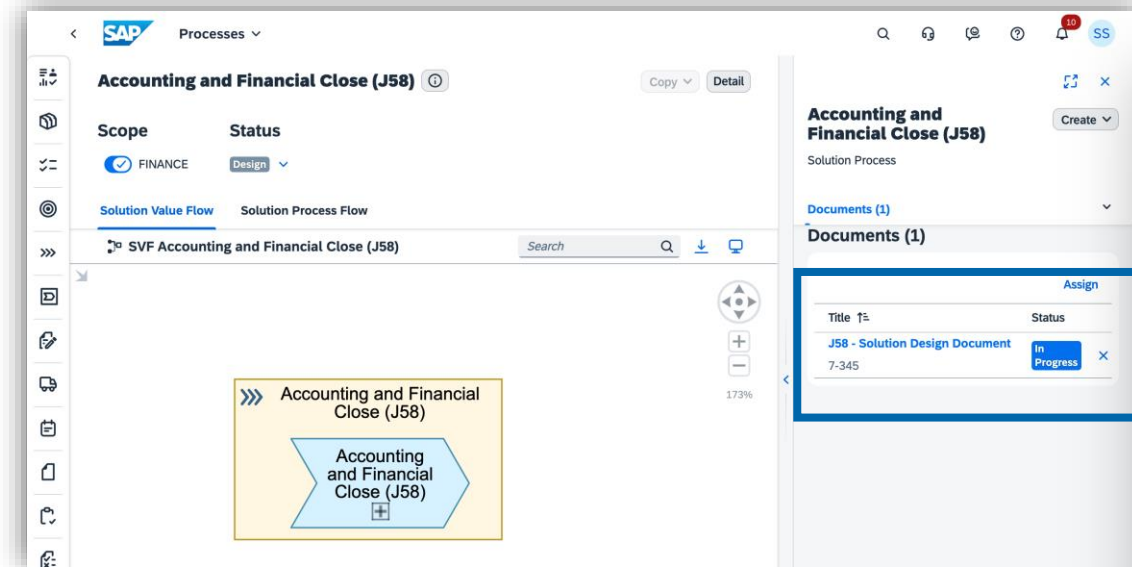 SAP Processes
10
SS
Accounting and Financial Close (J58)
Copy Detail
Scope Status
FINANCE Design
Solution Value Flow Solution Process Flow
SVF Accounting and Financial Close (J58) Search
173%
Accounting and Financial
Close (J58)
Accounting
and Financial
Close (J58)
Accounting and
Financial Close (J58)
Create
Solution Process
Documents (1)
Documents (1)
Assign
Title Status
J58 - Solution Design Document
7-345
In
Progress